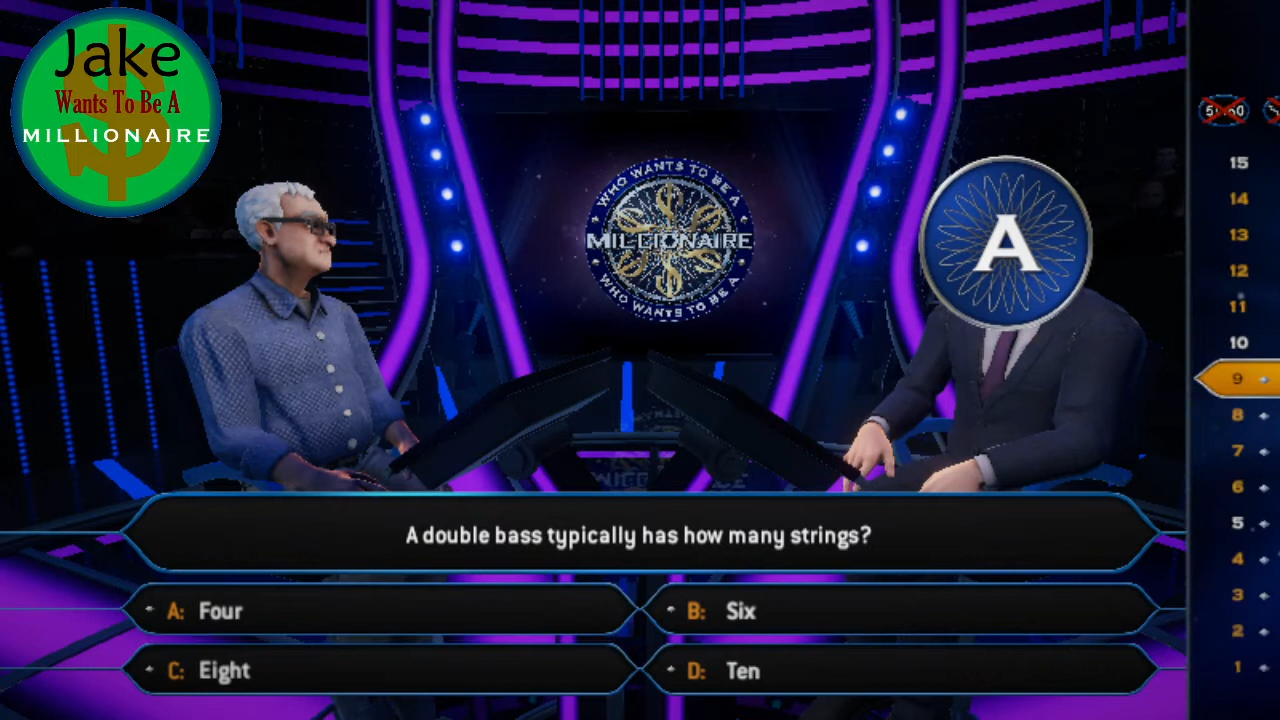 Jake
Wants To Be A
MILLIONAIRE
WHO WANTS TO BE A
MILLIONAIRE
WHO WANTS TO BE A
A
50:50
15
14
13
12
11
10
9
8
7
6
5
4
3
2
1
A double bass typically has how many strings?
A: Four
B: Six
C: Eight
D: Ten